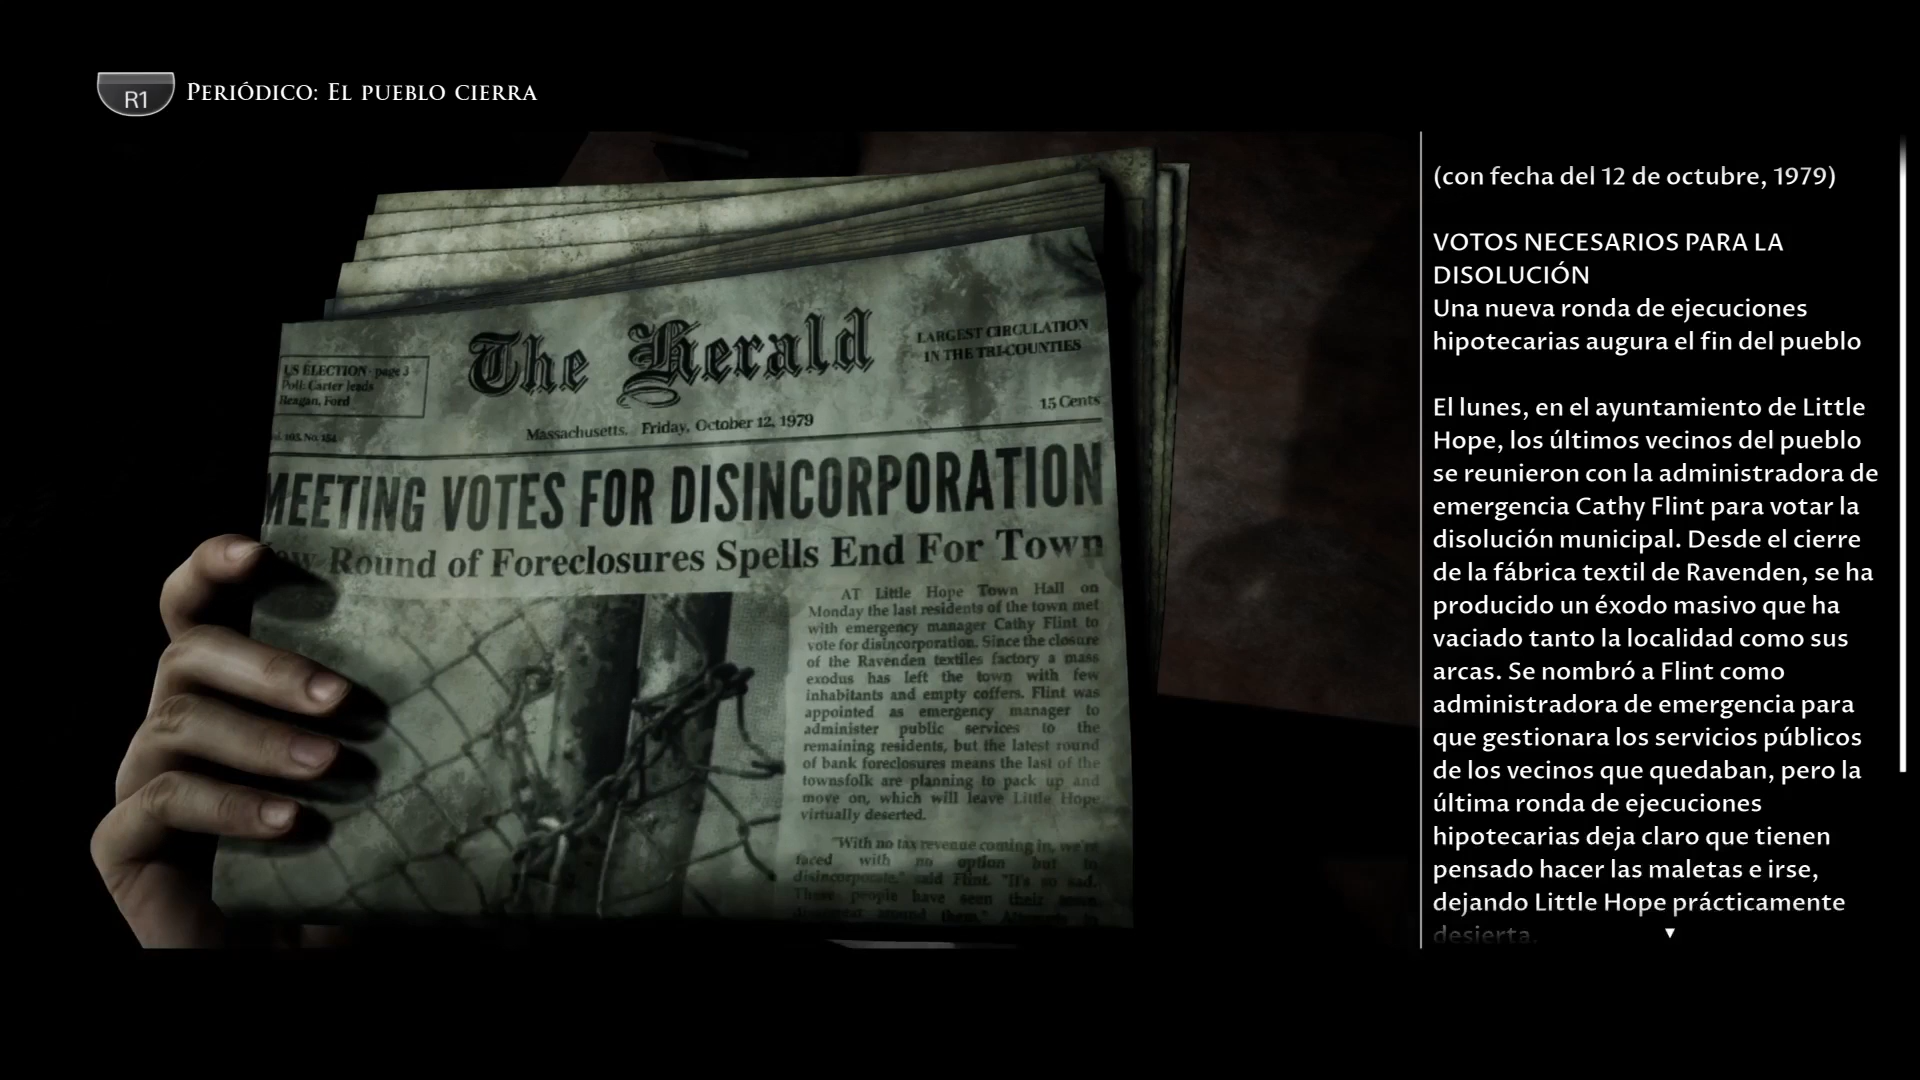 R1
PERIÓDICO: EL PUEBLO CIERRA
US ELECTION - page 3
Poll: Carter leads
Reagan, Ford
The Herald
LARGEST CIRCULATION
IN THE TRI-COUNTIES
15 Cents
Massachusetts. Friday, October 12, 1979
MEETING VOTES FOR DISINCORPORATION
Round of Foreclosures Spells End For Town
AT Little Hope Town Hall on
Monday the last residents of the town met
with emergency manager Cathy Flint to
vote for disincorporation. Since the closure
of the Ravenden textiles factory a mass
exodus has left the town with few
inhabitants and empty coffers. Flint was
appointed as emergency manager to
administer public services to the
remaining residents, but the latest round
of bank foreclosures means the last of the
townsfolk are planning to pack up and
move on, which will leave Little Hope
virtually deserted.
"With no tax revenue coming in, we're
faced with no option but to
disincorporate," said Flint. "It's so sad.
These people have seen their town
(con fecha del 12 de octubre, 1979)
VOTOS NECESARIOS PARA LA
DISOLUCIÓN
Una nueva ronda de ejecuciones
hipotecarias augura el fin del pueblo
El lunes, en el ayuntamiento de Little
Hope, los últimos vecinos del pueblo
se reunieron con la administradora de
emergencia Cathy Flint para votar la
disolución municipal. Desde el cierre
de la fábrica textil de Ravenden, se ha
producido un éxodo masivo que ha
vaciado tanto la localidad como sus
arcas. Se nombró a Flint como
administradora de emergencia para
que gestionara los servicios públicos
de los vecinos que quedaban, pero la
última ronda de ejecuciones
hipotecarias deja claro que tienen
pensado hacer las maletas e irse,
dejando Little Hope prácticamente
desierta.